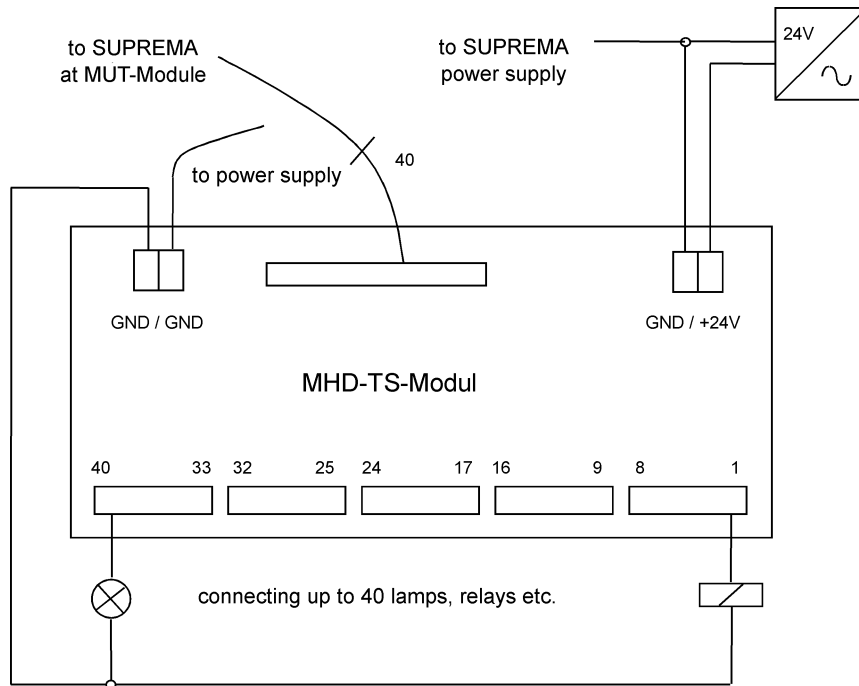 to SUPREMA
at MUT-Module
to SUPREMA
power supply
24V
to power supply
40
GND / GND
GND / +24V
MHD-TS-Modul
40 33 32 25 24 17 16 9 8 1
connecting up to 40 lamps, relays etc.